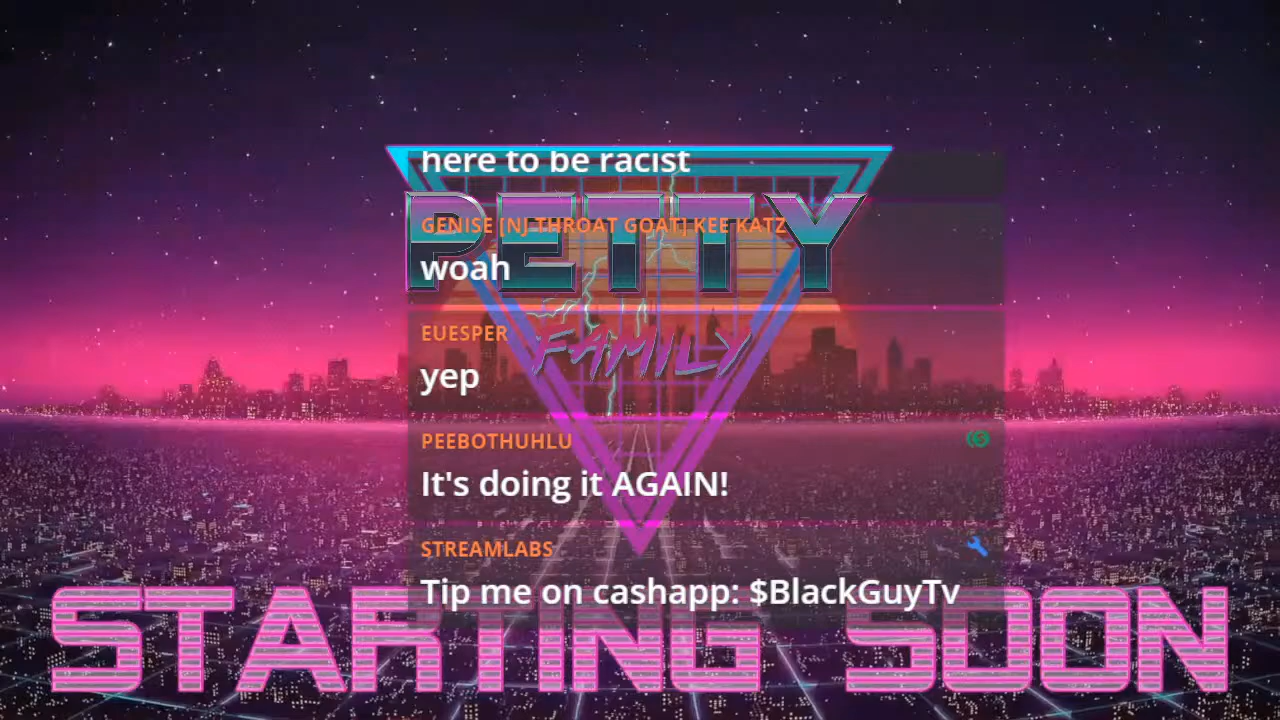 here to be racist
PETTY
GENISE [NJ THROAT GOAT] KEE KATZ
woah
EUESPER
FAMILY
yep
PEEBOTHUHLU
It's doing it AGAIN!
STREAMLABS
Tip me on cashapp: $BlackGuyTv
STARTING SOON